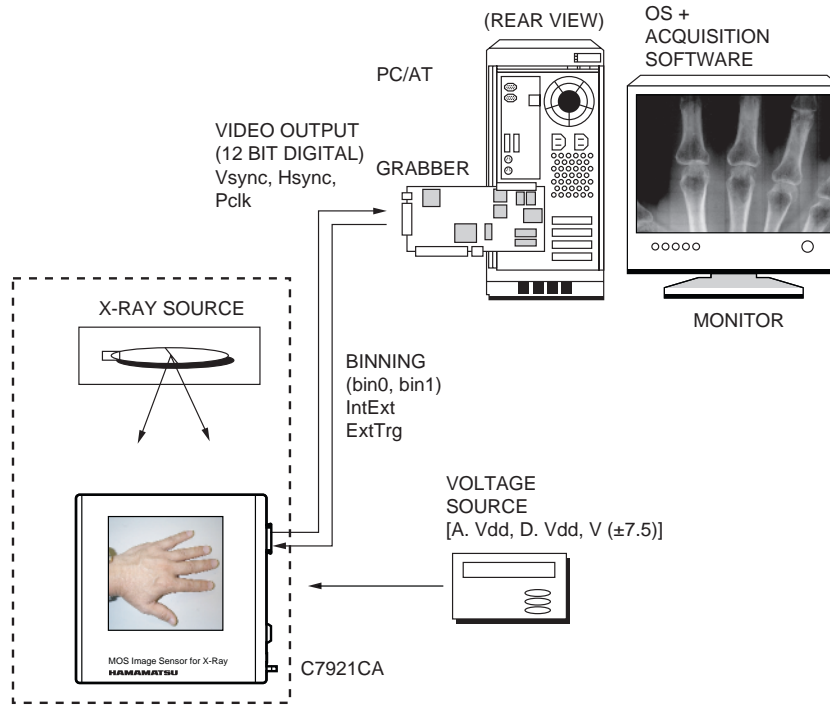 (REAR VIEW)
OS +
ACQUISITION
SOFTWARE
PC/AT
VIDEO OUTPUT
(12 BIT DIGITAL)
Vsync, Hsync,
Pclk
GRABBER
X-RAY SOURCE
MONITOR
BINNING
(bin0, bin1)
IntExt
ExtTrg
VOLTAGE
SOURCE
[A. Vdd, D. Vdd, V (±7.5)]
MOS Image Sensor for X-Ray
HAMAMATSU
C7921CA